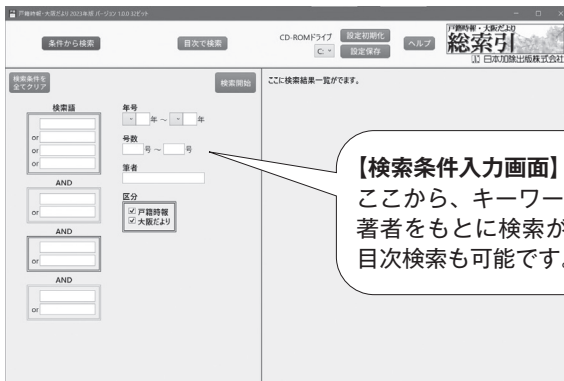 戸籍時報・大阪だより 2023年版 バージョン 1.0.0 32ビット
条件から検索
目次で検索
CD-ROMドライブ
設定初期化
C:
設定保存
ヘルプ
戸籍時報・大阪だより
総索引
日本加除出版株式会社
検索条件を
全てクリア
検索開始
ここに検索結果一覧がでます。
検索語
or
or
or
AND
or
AND
or
AND
or
年号
年 ～ 年
号数
号 ～ 号
筆者
区分
戸籍時報
大阪だより
【検索条件入力画面】
ここから、キーワー
著者をもとに検索が
目次検索も可能です。